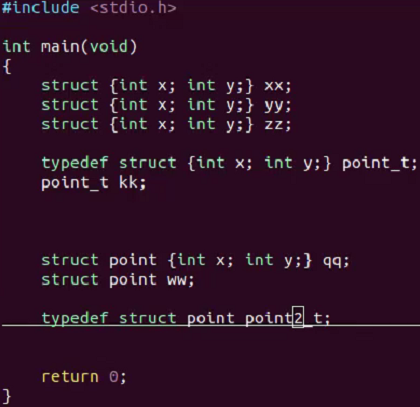 #include <stdio.h>
int main(void)
{
struct {int x; int y;} xx;
struct {int x; int y;} yy;
struct {int x; int y;} zz;
typedef struct {int x; int y;} point_t;
point_t kk;
struct point {int x; int y;} qq;
struct point ww;
typedef struct point point2_t;
return 0;
}